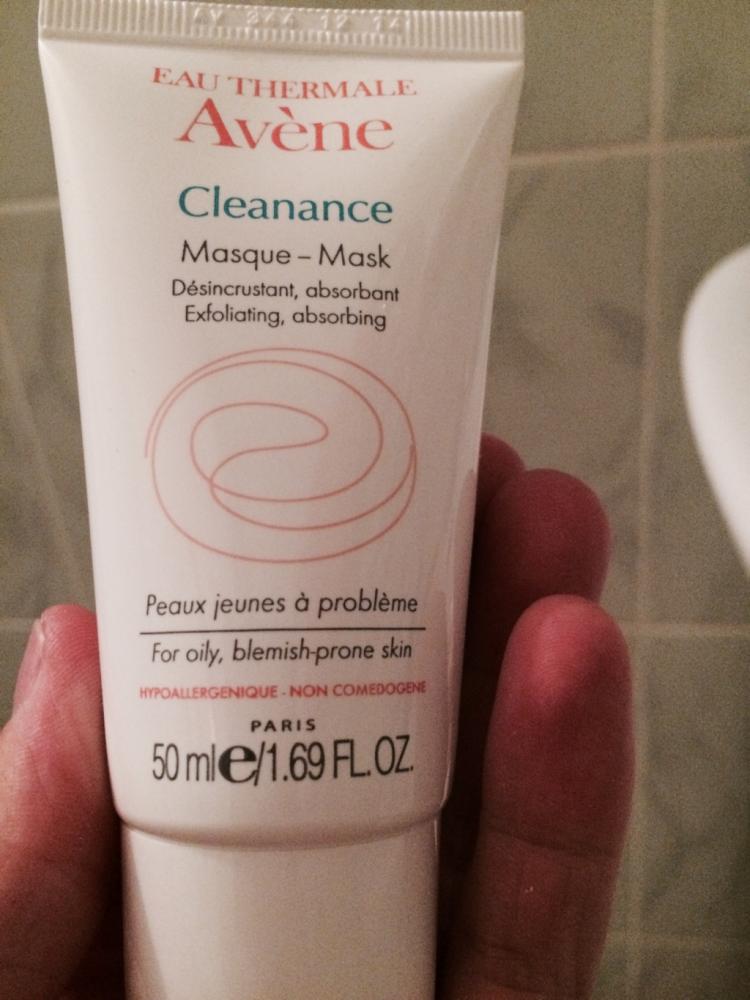 EAU THERMALE
Avène
Cleanance
Masque – Mask
Désincrustant, absorbant
Exfoliating, absorbing
Peaux jeunes à problème
For oily, blemish-prone skin
HYPOALLERGENIQUE - NON COMEDOGENE
PARIS
50 ml e/1.69 FL. OZ.